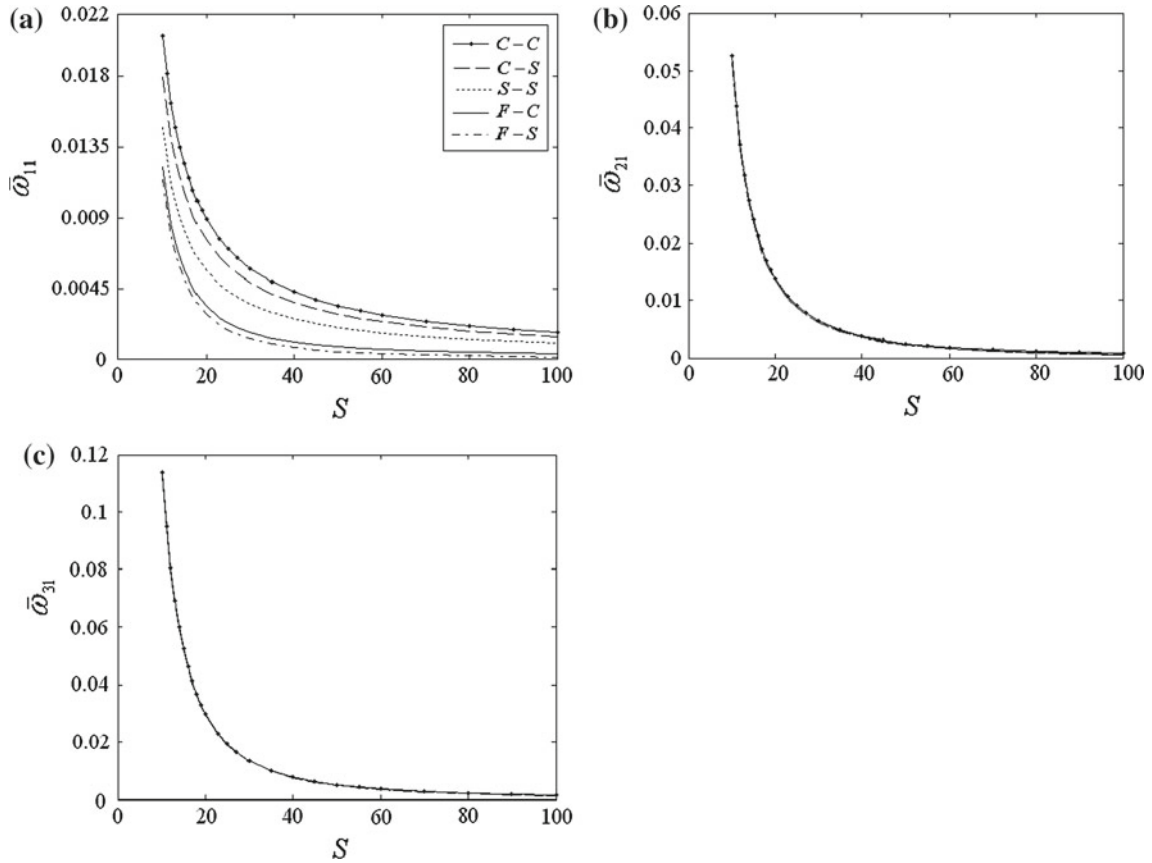 (a)
0.022
0.018
0.0135
0.009
0.0045
0
ω̄₁₁
C – C
C – S
S – S
F – C
F – S
0 20 40 60 80 100
S
(b)
0.06
0.05
0.04
0.03
0.02
0.01
0
ω̄₂₁
0 20 40 60 80 100
S
(c)
0.12
0.1
0.08
0.06
0.04
0.02
0
ω̄₃₁
0 20 40 60 80 100
S